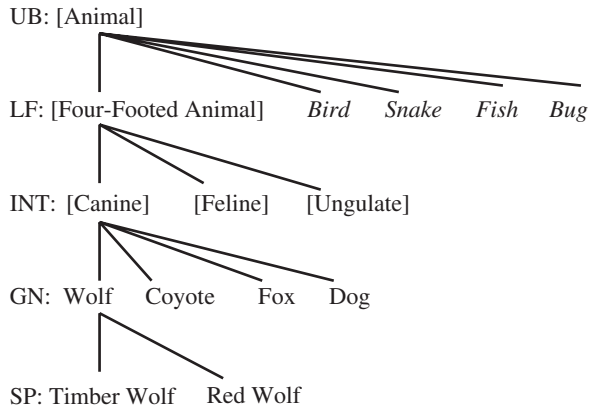 UB: [Animal]
LF: [Four-Footed Animal] Bird Snake Fish Bug
INT: [Canine] [Feline] [Ungulate]
GN: Wolf Coyote Fox Dog
SP: Timber Wolf Red Wolf